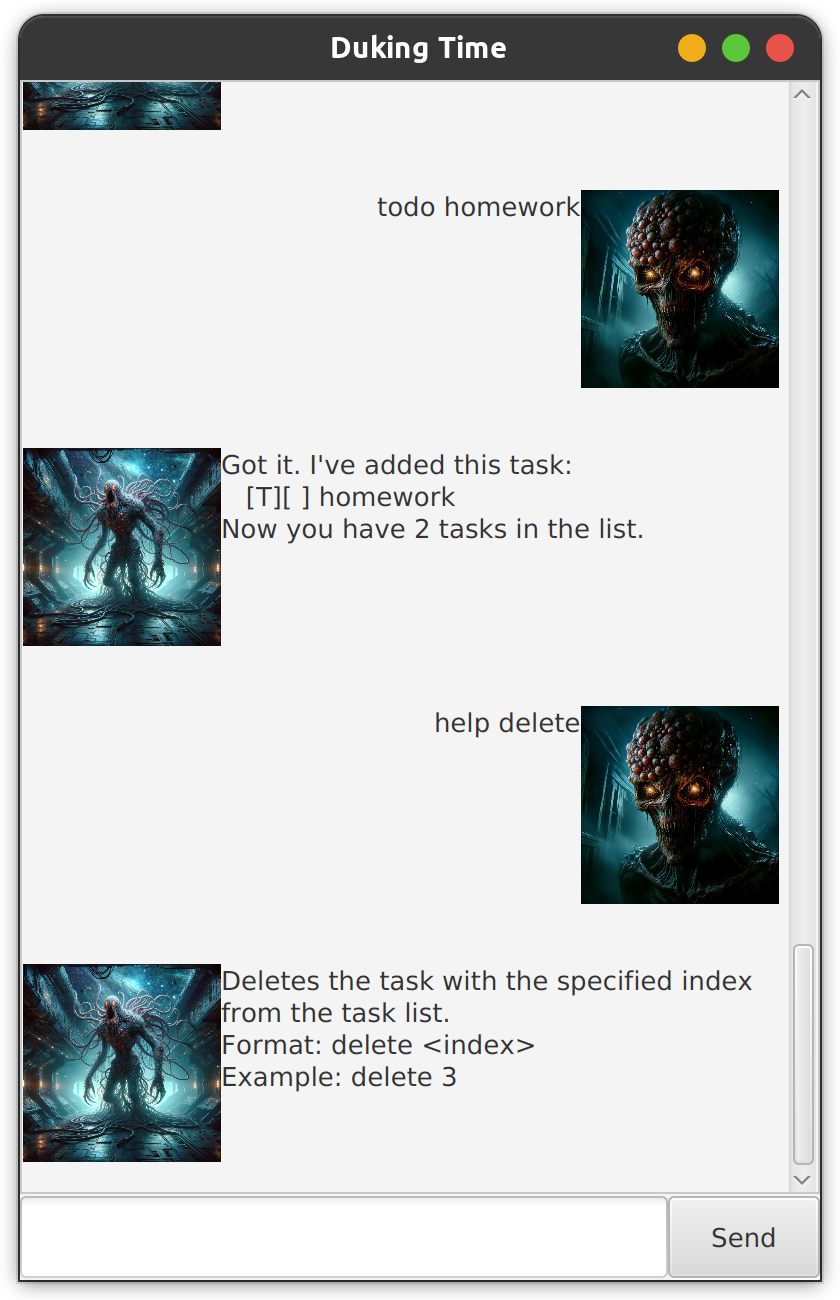 Duking Time
todo homework
Got it. I've added this task:
[T][ ] homework
Now you have 2 tasks in the list.
help delete
Deletes the task with the specified index
from the task list.
Format: delete <index>
Example: delete 3
Send